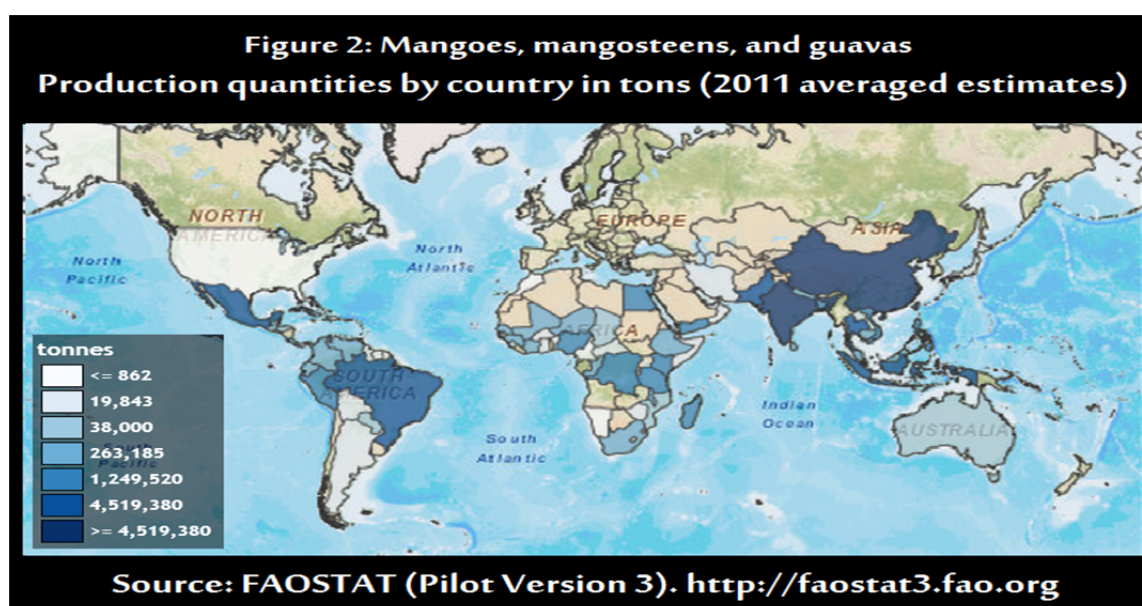 Figure 2: Mangoes, mangosteens, and guavas
Production quantities by country in tons (2011 averaged estimates)
NORTH
AMERICA
EUROPE
ASIA
North
Pacific
North
Atlantic
AFRICA
SOUTH
AMERICA
Indian
Ocean
South
Atlantic
AUSTRALIA
South
Pacific
tonnes
<= 862
19,843
38,000
263,185
1,249,520
4,519,380
>= 4,519,380
Source: FAOSTAT (Pilot Version 3). http://faostat3.fao.org